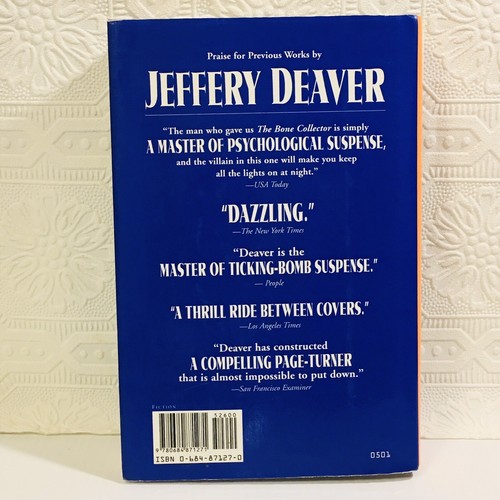 Praise for Previous Works by
JEFFERY DEAVER
“The man who gave us The Bone Collector is simply
A MASTER OF PSYCHOLOGICAL SUSPENSE,
and the villain in this one will make you keep
all the lights on at night.”
—USA Today
“DAZZLING.”
—The New York Times
“Deaver is the
MASTER OF TICKING-BOMB SUSPENSE.”
— People
“A THRILL RIDE BETWEEN COVERS.”
—Los Angeles Times
“Deaver has constructed
A COMPELLING PAGE-TURNER
that is almost impossible to put down.”
—San Francisco Examiner
FICTION
52600
9 780684 871271
ISBN 0-684-87127-0
0501